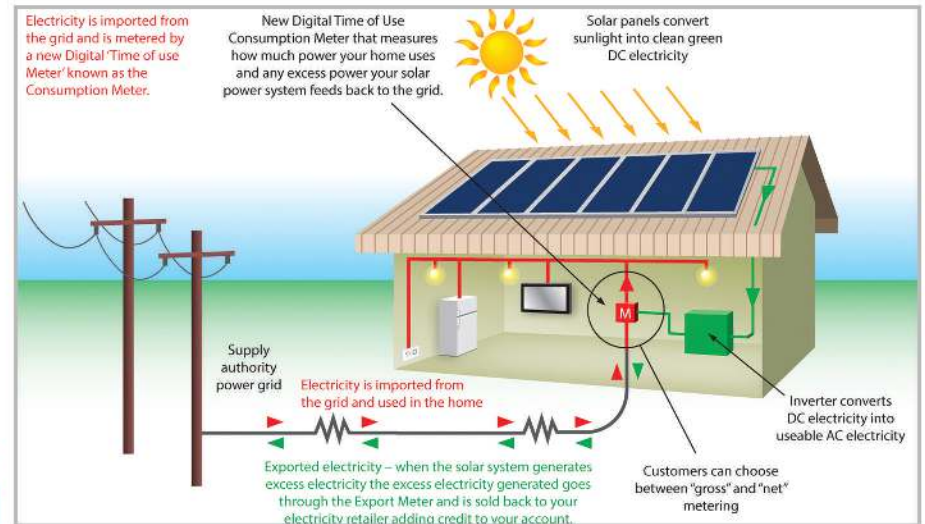 Electricity is imported from
the grid and is metered by
a new Digital 'Time of use
Meter' known as the
Consumption Meter.
New Digital Time of Use
Consumption Meter that measures
how much power your home uses
and any excess power your solar
power system feeds back to the grid.
Solar panels convert
sunlight into clean green
DC electricity
M
Supply
authority
power grid
Electricity is imported from
the grid and used in the home
Inverter converts
DC electricity into
useable AC electricity
Exported electricity – when the solar system generates
excess electricity the excess electricity generated goes
through the Export Meter and is sold back to your
electricity retailer adding credit to your account.
Customers can choose
between "gross" and "net"
metering